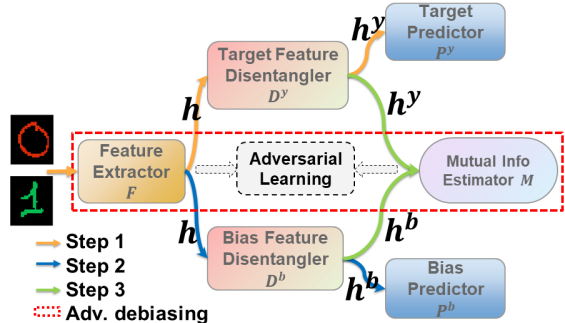 Target
Predictor
P^y
h^y
Target Feature
Disentangler
D^y
h
h^y
Feature
Extractor
F
Adversarial
Learning
Mutual Info
Estimator M
h
Bias Feature
Disentangler
D^b
h^b
h^b
Bias
Predictor
P^b
Step 1
Step 2
Step 3
Adv. debiasing